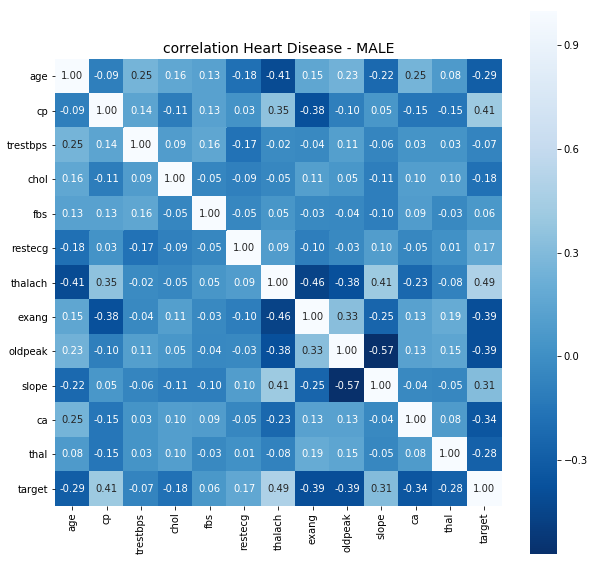 correlation Heart Disease - MALE
age 1.00 -0.09 0.25 0.16 0.13 -0.18 -0.41 0.15 0.23 -0.22 0.25 0.08 -0.29
cp -0.09 1.00 0.14 -0.11 0.13 0.03 0.35 -0.38 -0.10 0.05 -0.15 -0.15 0.41
trestbps 0.25 0.14 1.00 0.09 0.16 -0.17 -0.02 -0.04 0.11 -0.06 0.03 0.03 -0.07
chol 0.16 -0.11 0.09 1.00 -0.05 -0.09 -0.05 0.11 0.05 -0.11 0.10 0.10 -0.18
fbs 0.13 0.13 0.16 -0.05 1.00 -0.05 0.05 -0.03 -0.04 -0.10 0.09 -0.03 0.06
restecg -0.18 0.03 -0.17 -0.09 -0.05 1.00 0.09 -0.10 -0.03 0.10 -0.05 0.01 0.17
thalach -0.41 0.35 -0.02 -0.05 0.05 0.09 1.00 -0.46 -0.38 0.41 -0.23 -0.08 0.49
exang 0.15 -0.38 -0.04 0.11 -0.03 -0.10 -0.46 1.00 0.33 -0.25 0.13 0.19 -0.39
oldpeak 0.23 -0.10 0.11 0.05 -0.04 -0.03 -0.38 0.33 1.00 -0.57 0.13 0.15 -0.39
slope -0.22 0.05 -0.06 -0.11 -0.10 0.10 0.41 -0.25 -0.57 1.00 -0.04 -0.05 0.31
ca 0.25 -0.15 0.03 0.10 0.09 -0.05 -0.23 0.13 0.13 -0.04 1.00 0.08 -0.34
thal 0.08 -0.15 0.03 0.10 -0.03 0.01 -0.08 0.19 0.15 -0.05 0.08 1.00 -0.28
target -0.29 0.41 -0.07 -0.18 0.06 0.17 0.49 -0.39 -0.39 0.31 -0.34 -0.28 1.00
age cp trestbps chol fbs restecg thalach exang oldpeak slope ca thal target
0.9
0.6
0.3
0.0
−0.3